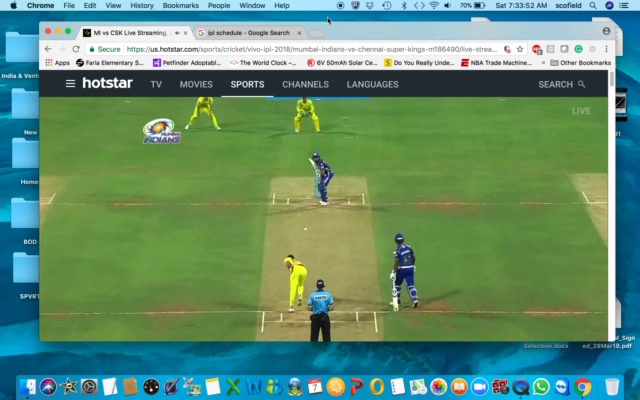 Chrome File Edit View History Bookmarks People Window Help 70% Sat 7:33:52 AM scofield
MI vs CSK Live Streaming, ipl schedule - Google Search
Secure https://us.hotstar.com/sports/cricket/vivo-ipl-2018/mumbai-indians-vs-chennai-super-kings-m186490/live-strea...
Apps Faria Elementary S... Petfinder Adoptabl... The World Clock –... 6V 50mAh Solar Ce... Do You Really Unde... NBA Trade Machine... Other Bookmarks
hotstar TV MOVIES SPORTS CHANNELS LANGUAGES SEARCH
LIVE
MUMBAI
INDIANS
India & Vent
New
Home
BOD
SPVRT
Selection.docx
M_Sign
ed_28Mar18.pdf